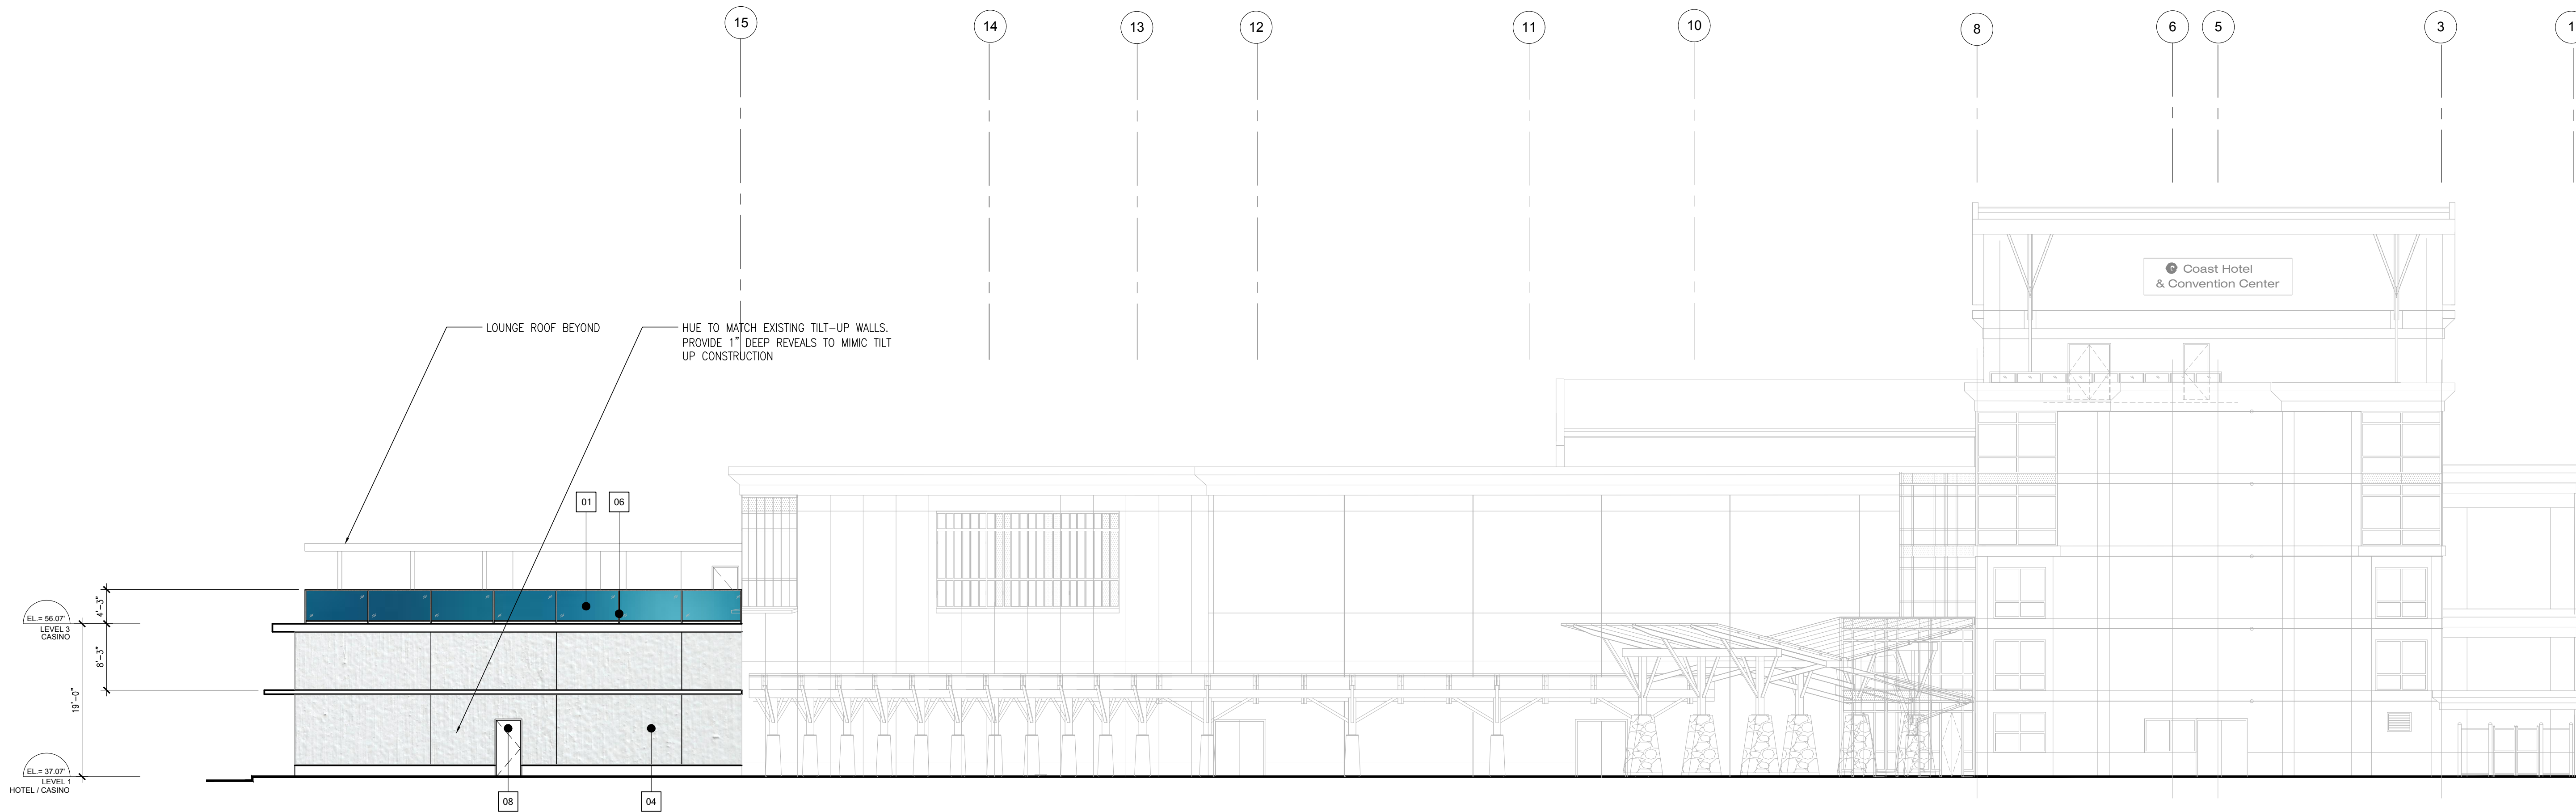 15
14
13
12
11
10
8
6
5
3
1
Coast Hotel
& Convention Center
LOUNGE ROOF BEYOND
HUE TO MATCH EXISTING TILT-UP WALLS.
PROVIDE 1" DEEP REVEALS TO MIMIC TILT
UP CONSTRUCTION
01
06
4'-3"
EL.= 56.07'
LEVEL 3
CASINO
8'-3"
19'-0"
EL.= 37.07'
LEVEL 1
HOTEL / CASINO
08
04